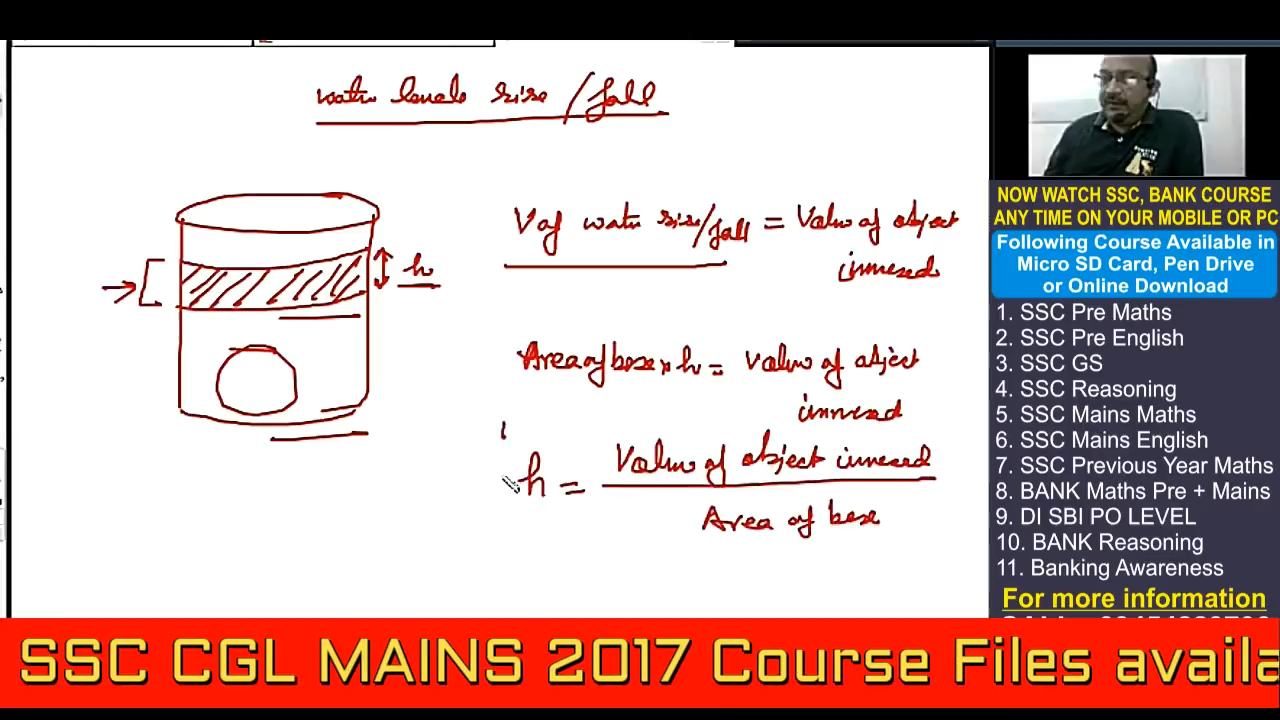 water levels rise/fall
h
V of water rise/fall = Volm of object
immersed
Area of base × h = Volm of object
immersed
h = Volm of object immersed
Area of base
NOW WATCH SSC, BANK COURSE
ANY TIME ON YOUR MOBILE OR PC
Following Course Available in
Micro SD Card, Pen Drive
or Online Download
1. SSC Pre Maths
2. SSC Pre English
3. SSC GS
4. SSC Reasoning
5. SSC Mains Maths
6. SSC Mains English
7. SSC Previous Year Maths
8. BANK Maths Pre + Mains
9. DI SBI PO LEVEL
10. BANK Reasoning
11. Banking Awareness
For more information
SSC CGL MAINS 2017 Course Files availa